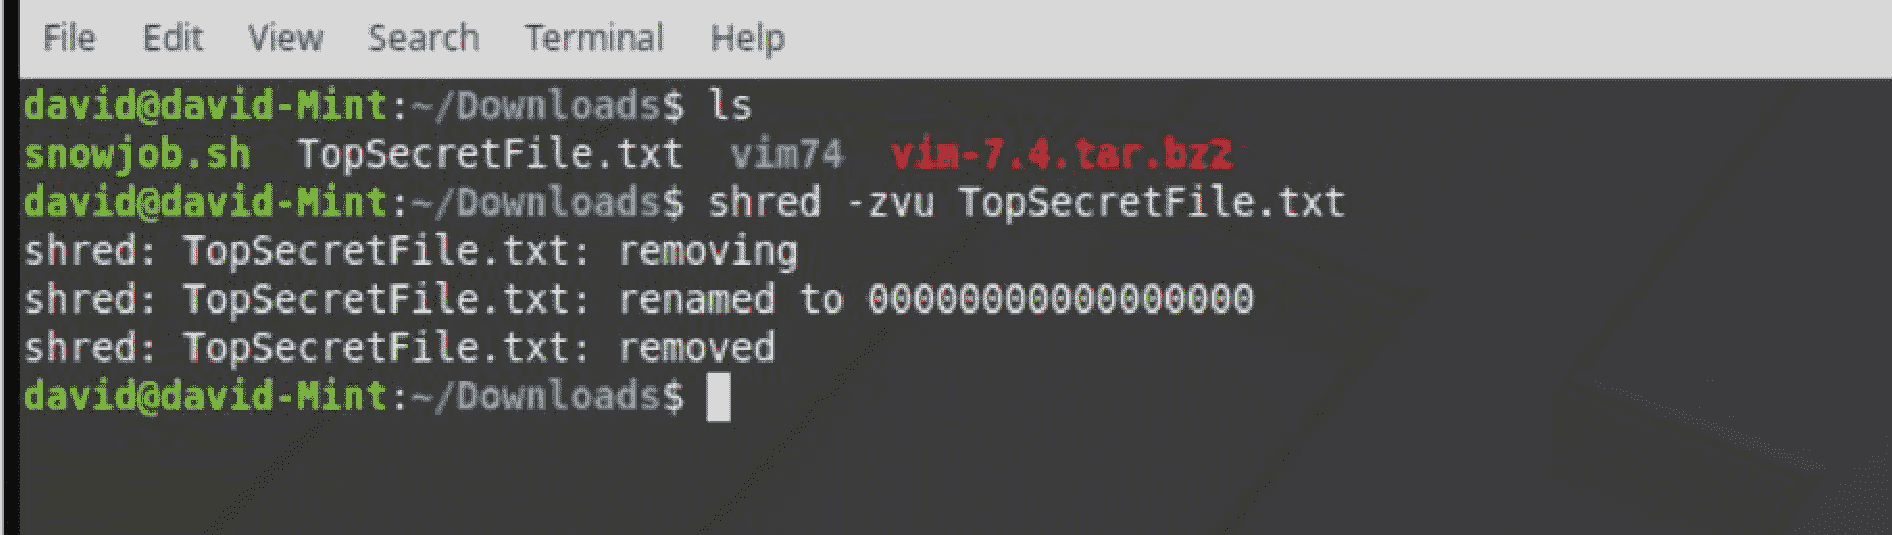 File Edit View Search Terminal Help
david@david-Mint:~/Downloads$ ls
snowjob.sh TopSecretFile.txt vim74 vim-7.4.tar.bz2
david@david-Mint:~/Downloads$ shred -zvu TopSecretFile.txt
shred: TopSecretFile.txt: removing
shred: TopSecretFile.txt: renamed to 00000000000000000
shred: TopSecretFile.txt: removed
david@david-Mint:~/Downloads$